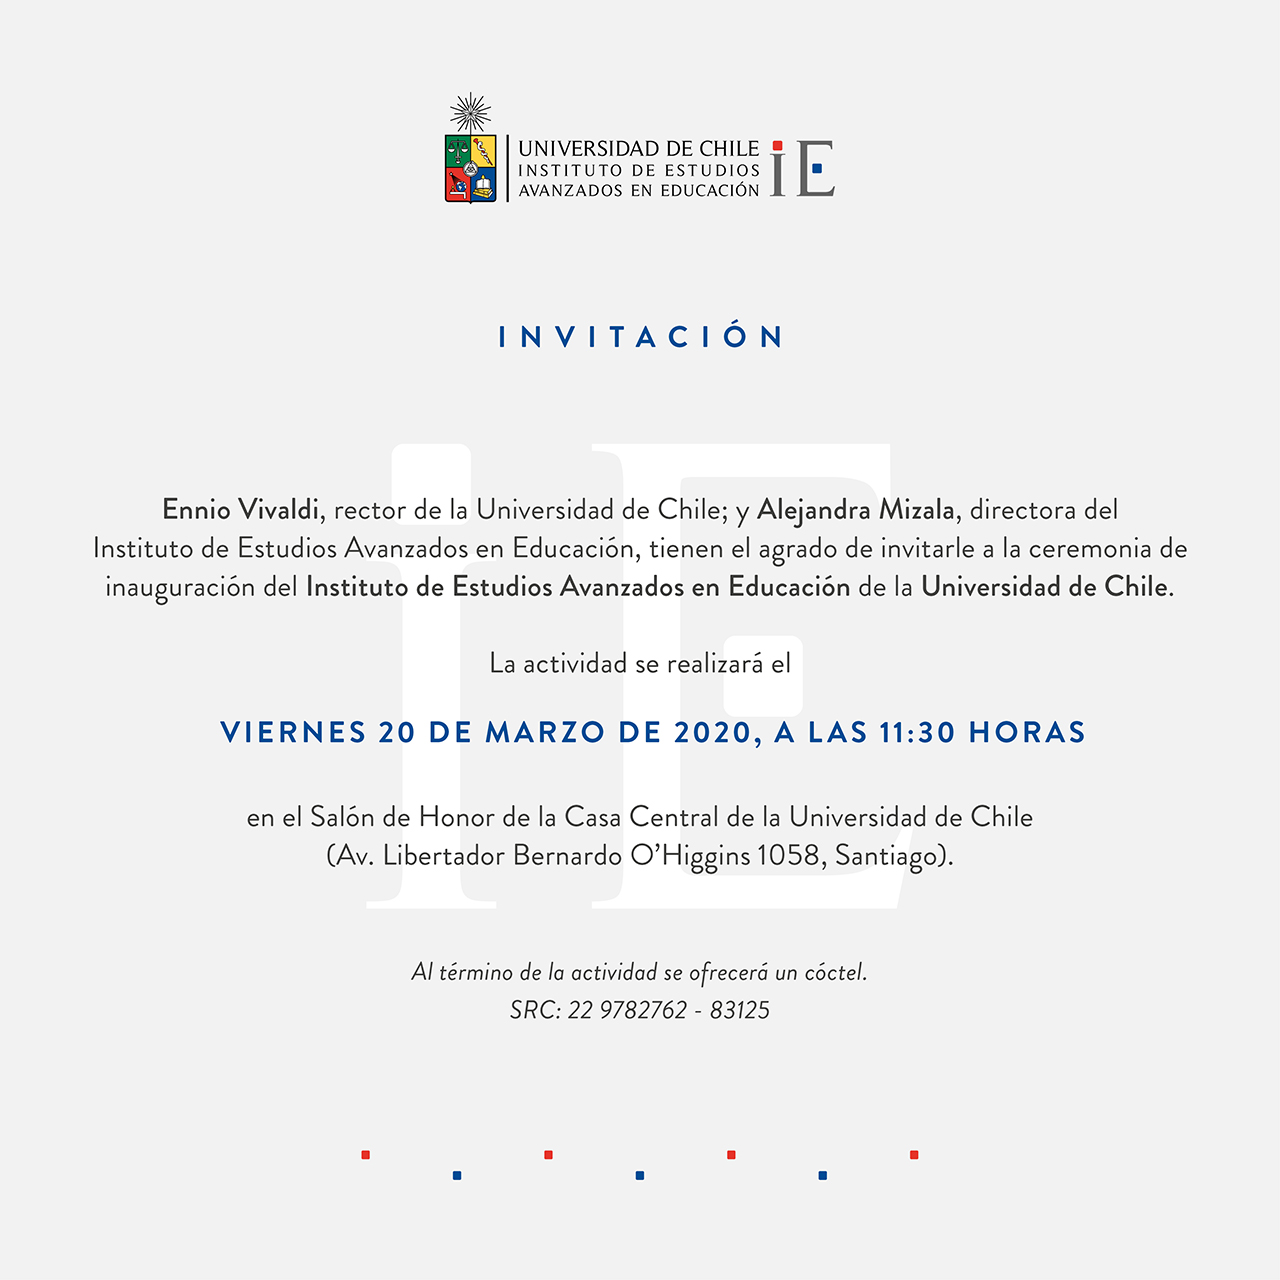 UNIVERSIDAD DE CHILE
INSTITUTO DE ESTUDIOS
AVANZADOS EN EDUCACIÓN
iE
INVITACIÓN
Ennio Vivaldi, rector de la Universidad de Chile; y Alejandra Mizala, directora del
Instituto de Estudios Avanzados en Educación, tienen el agrado de invitarle a la ceremonia de
inauguración del Instituto de Estudios Avanzados en Educación de la Universidad de Chile.
La actividad se realizará el
VIERNES 20 DE MARZO DE 2020, A LAS 11:30 HORAS
en el Salón de Honor de la Casa Central de la Universidad de Chile
(Av. Libertador Bernardo O’Higgins 1058, Santiago).
Al término de la actividad se ofrecerá un cóctel.
SRC: 22 9782762 - 83125
iE